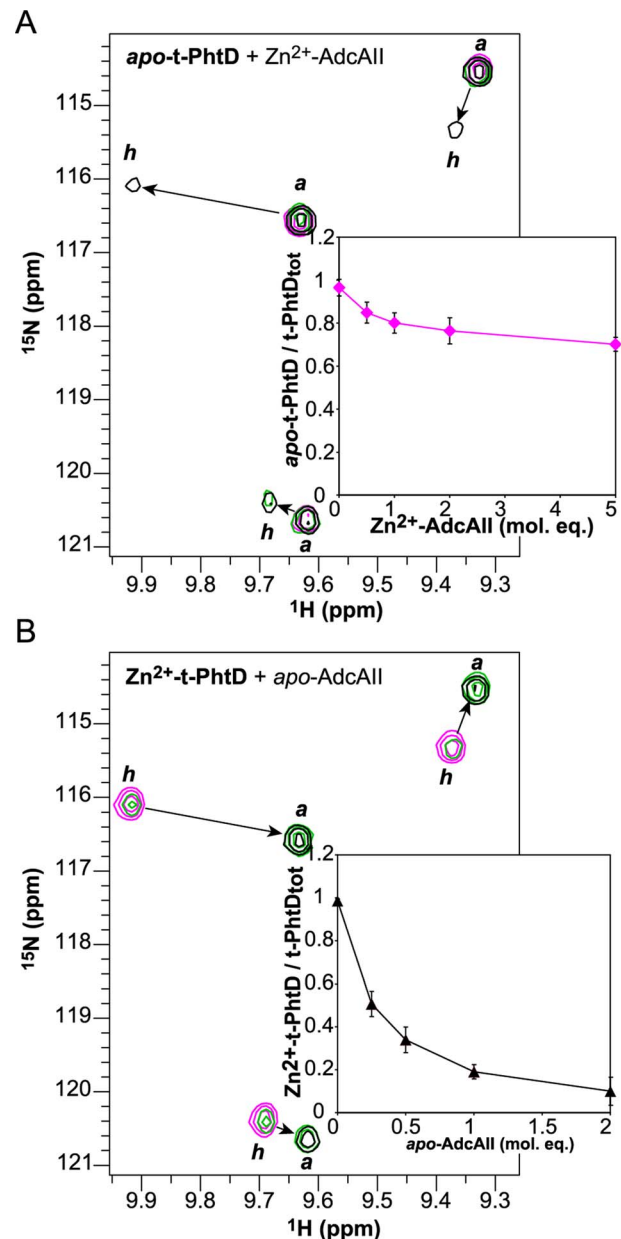 A
apo-t-PhtD + Zn2+-AdcAII
a
h
h
a
h
a
115
116
117
118
119
120
121
15N (ppm)
9.9 9.8 9.7 9.6 9.5 9.4 9.3
1H (ppm)
1.2
1
0.8
0.6
0.4
0.2
0
apo-t-PhtD / t-PhtDtot
0 1 2 3 4 5
Zn2+-AdcAII (mol. eq.)
B
Zn2+-t-PhtD + apo-AdcAII
a
h
h
a
h
a
115
116
117
118
119
120
121
15N (ppm)
9.9 9.8 9.7 9.6 9.5 9.4 9.3
1H (ppm)
1.2
1
0.8
0.6
0.4
0.2
0
Zn2+-t-PhtD / t-PhtDtot
0 0.5 1 1.5 2
apo-AdcAII (mol. eq.)